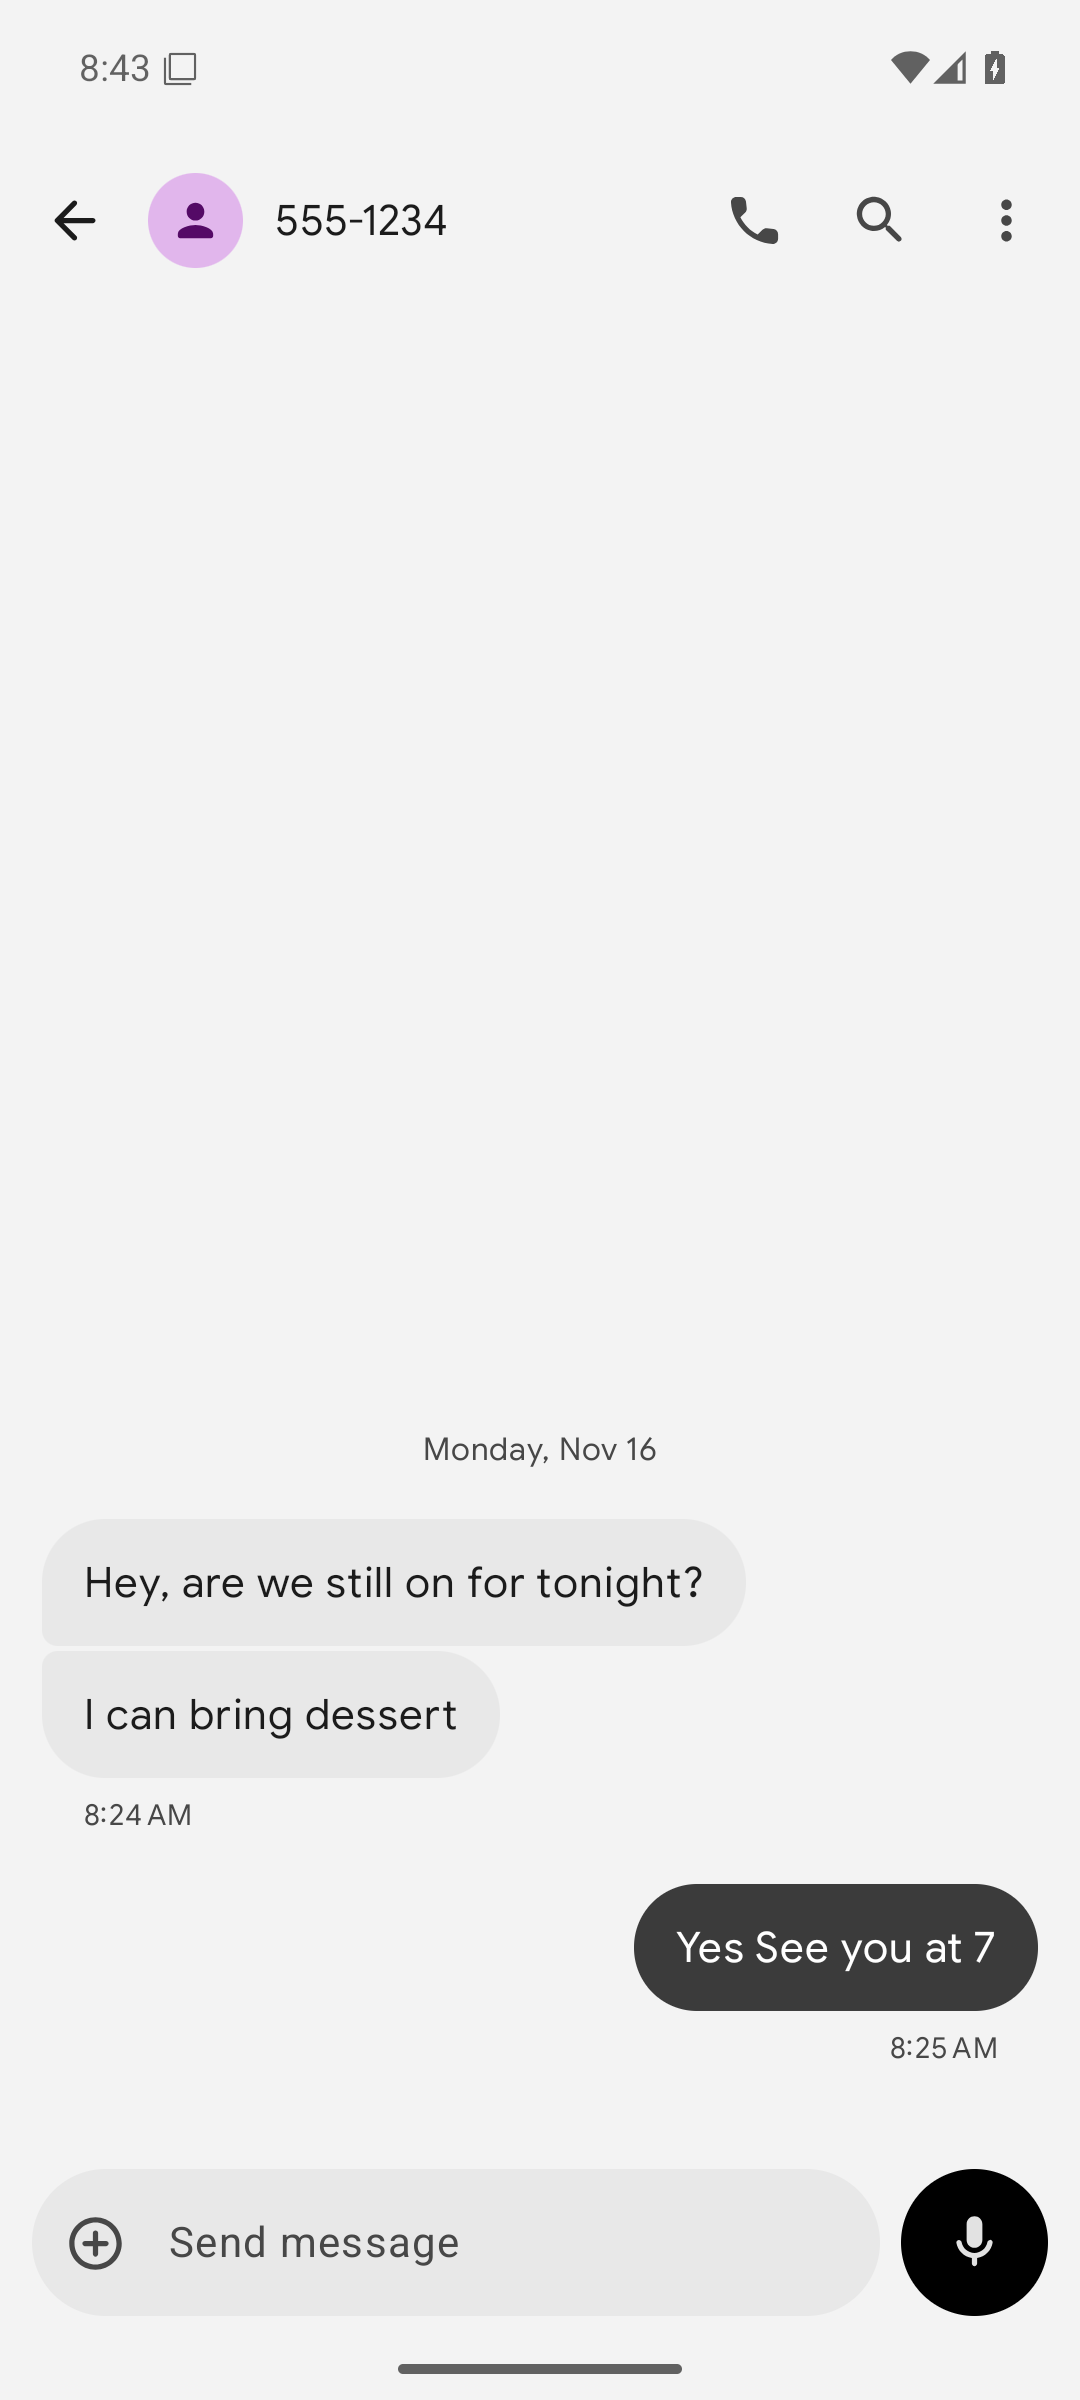 8:43
555-1234
Monday, Nov 16
Hey, are we still on for tonight?
I can bring dessert
8:24 AM
Yes See you at 7
8:25 AM
Send message